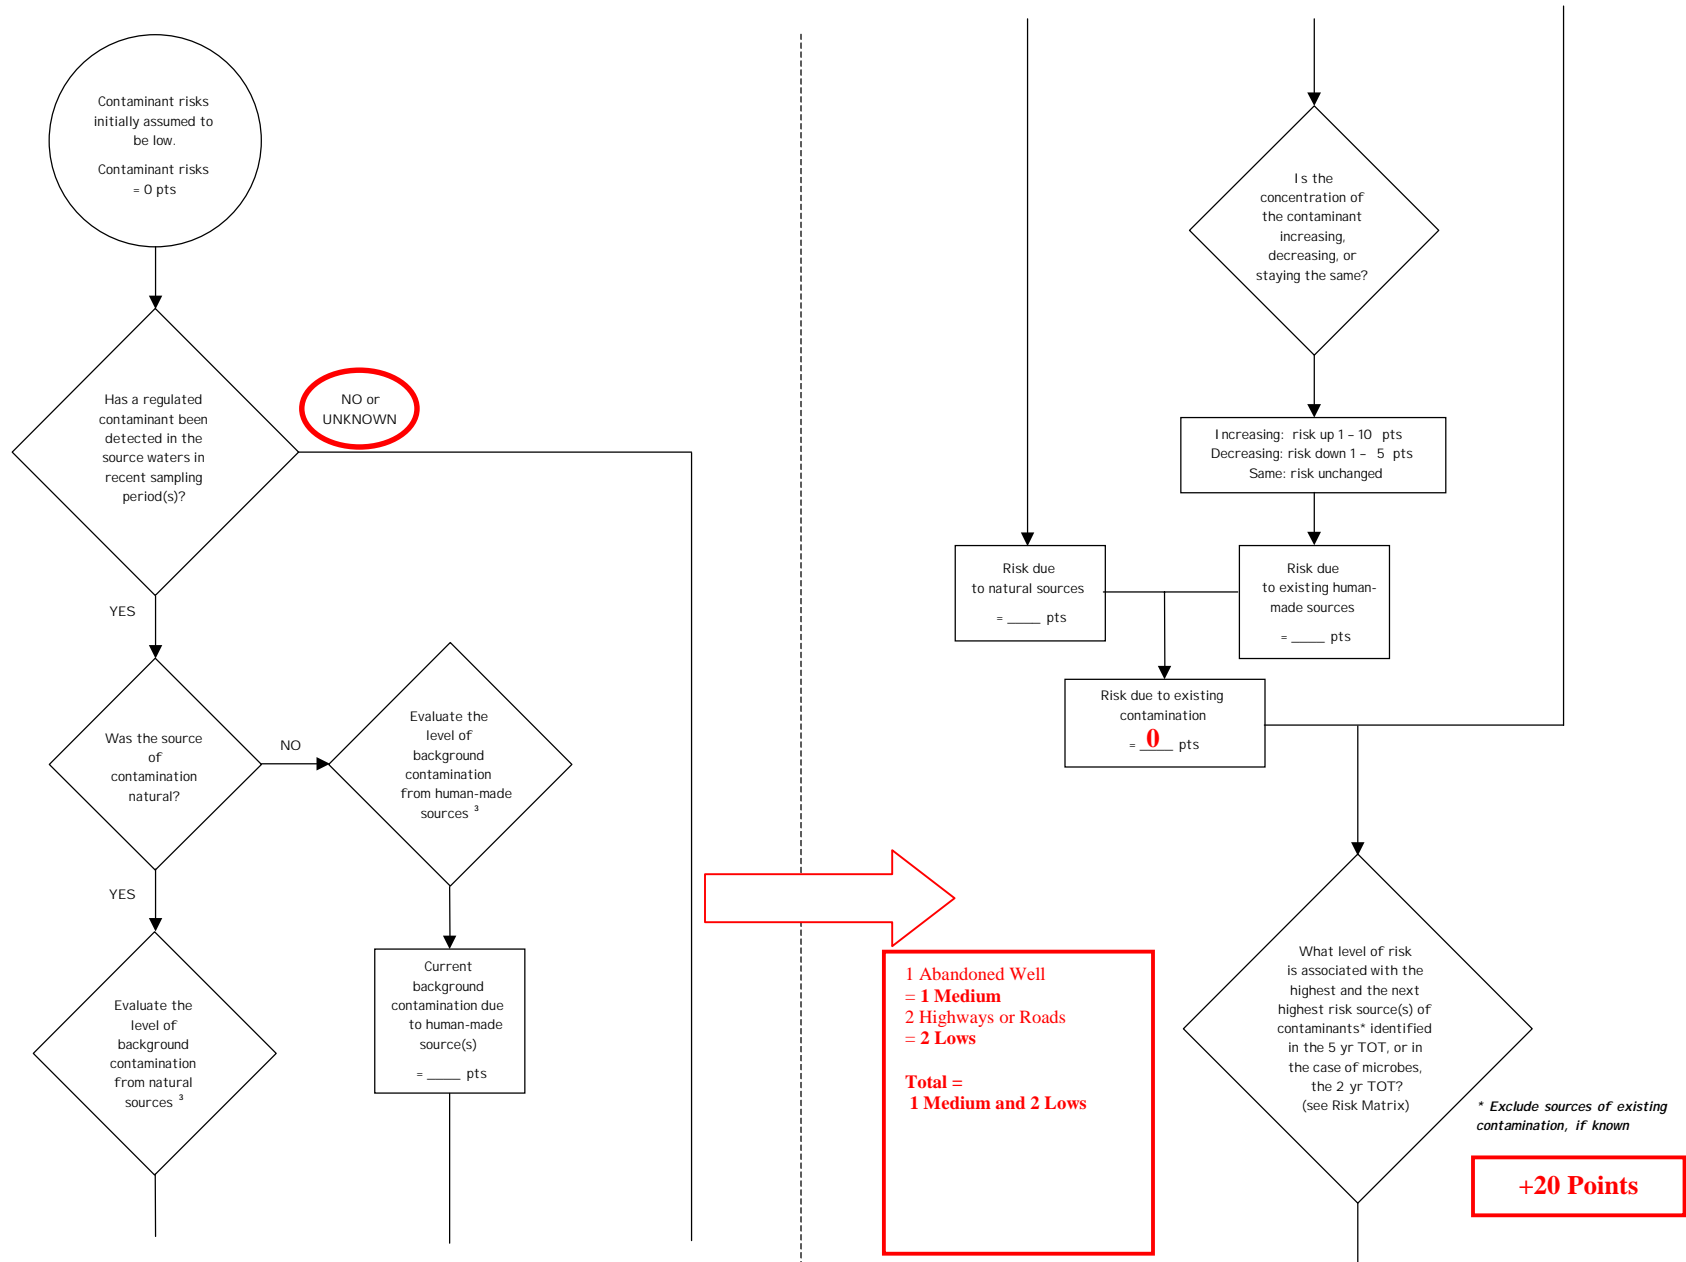 Contaminant risks
initially assumed to
be low.
Contaminant risks
= 0 pts
Has a regulated
contaminant been
detected in the
source waters in
recent sampling
period(s)?
NO or
UNKNOWN
YES
Was the source
of
contamination
natural?
NO
Evaluate the
level of
background
contamination
from human-made
sources ³
YES
Evaluate the
level of
background
contamination
from natural
sources ³
Current
background
contamination due
to human-made
source(s)
= ____ pts
Is the
concentration of
the contaminant
increasing,
decreasing, or
staying the same?
Increasing: risk up 1 – 10 pts
Decreasing: risk down 1 – 5 pts
Same: risk unchanged
Risk due
to natural sources
= ____ pts
Risk due
to existing human-
made sources
= ____ pts
Risk due to existing
contamination
= 0 pts
1 Abandoned Well
= 1 Medium
2 Highways or Roads
= 2 Lows
Total =
1 Medium and 2 Lows
What level of risk
is associated with the
highest and the next
highest risk source(s) of
contaminants* identified
in the 5 yr TOT, or in
the case of microbes,
the 2 yr TOT?
(see Risk Matrix)
* Exclude sources of existing
contamination, if known
+20 Points